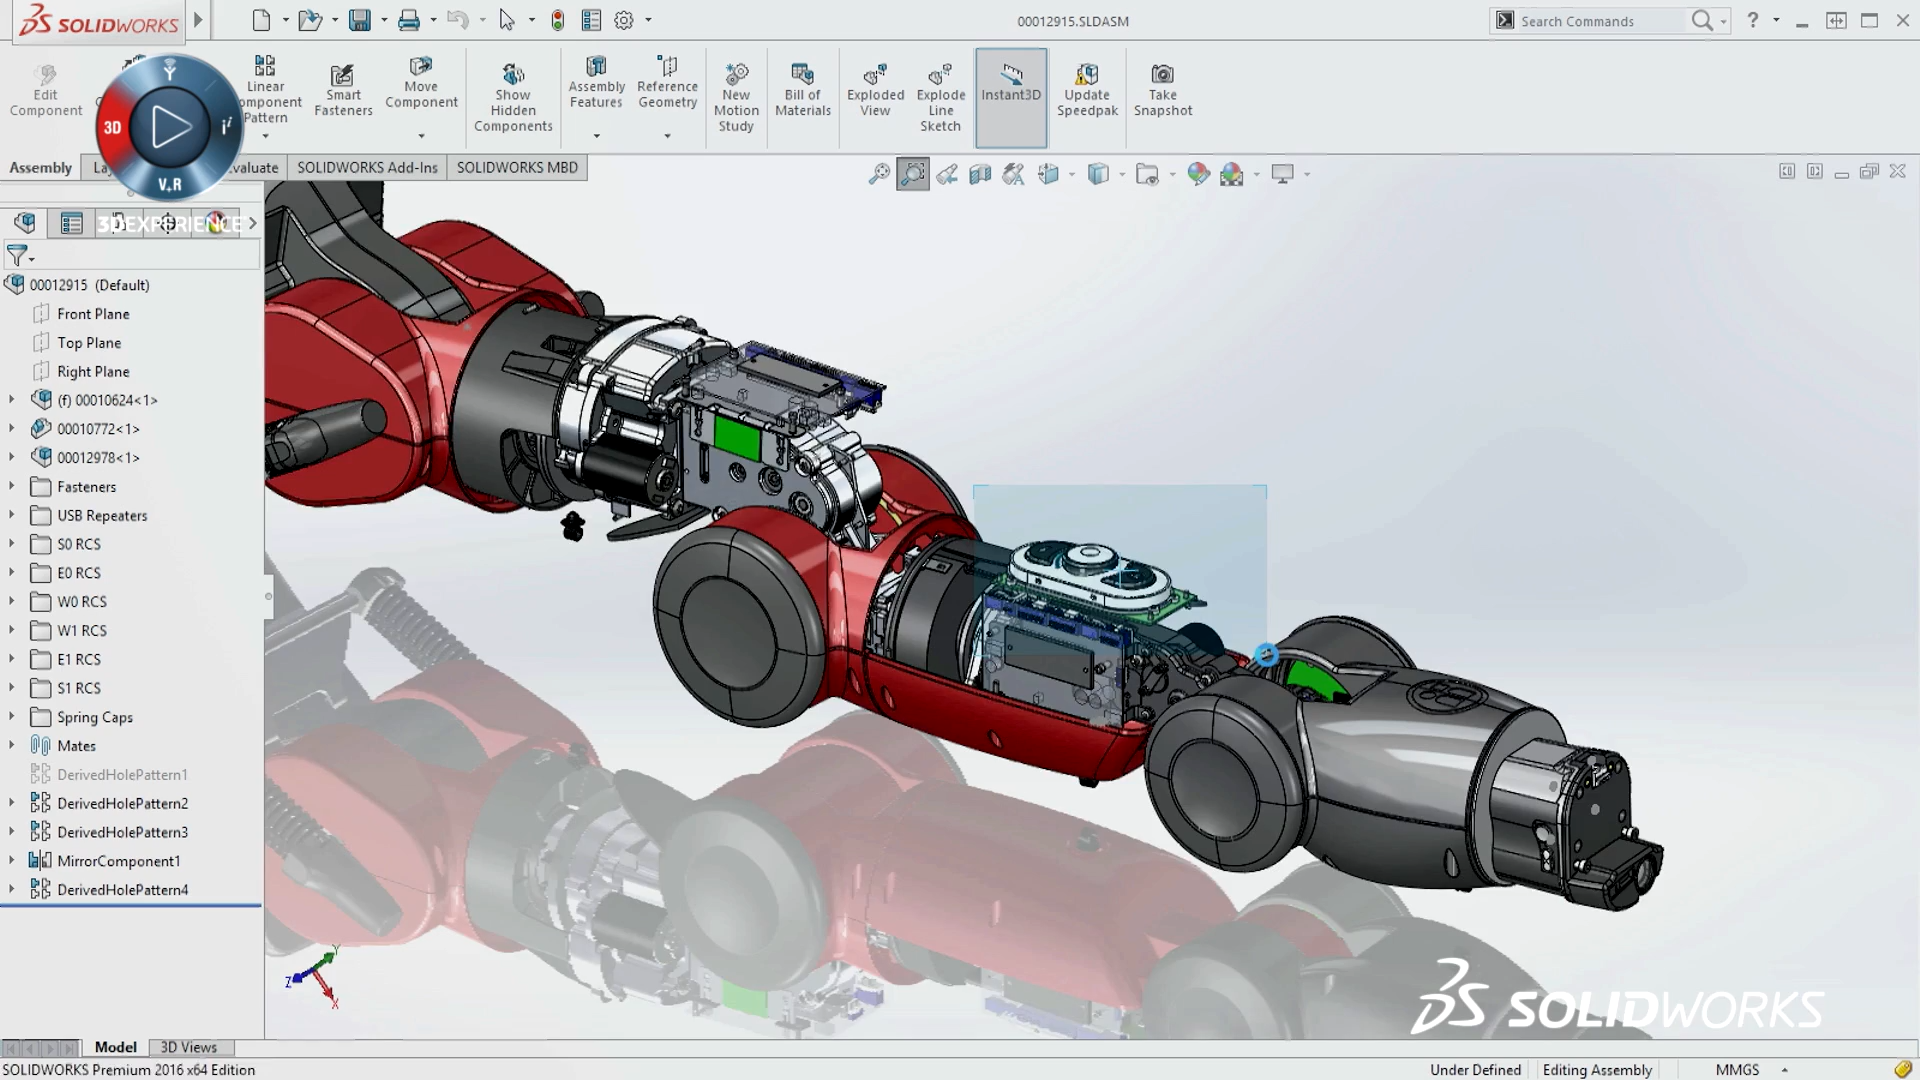 SOLIDWORKS
00012915.SLDASM
Search Commands
?
Edit
Component
Linear
Component
Pattern
Smart
Fasteners
Move
Component
Show
Hidden
Components
Assembly
Features
Reference
Geometry
New
Motion
Study
Bill of
Materials
Exploded
View
Explode
Line
Sketch
Instant3D
Update
Speedpak
Take
Snapshot
3D
V+R
3DEXPERIENCE
Assembly
Evaluate
SOLIDWORKS Add-Ins
SOLIDWORKS MBD
00012915 (Default)
Front Plane
Top Plane
Right Plane
(f) 00010624<1>
00010772<1>
00012978<1>
Fasteners
USB Repeaters
S0 RCS
E0 RCS
W0 RCS
W1 RCS
E1 RCS
S1 RCS
Spring Caps
Mates
DerivedHolePattern1
DerivedHolePattern2
DerivedHolePattern3
MirrorComponent1
DerivedHolePattern4
Y
Z
X
SOLIDWORKS
Model
3D Views
SOLIDWORKS Premium 2016 x64 Edition
Under Defined
Editing Assembly
MMGS